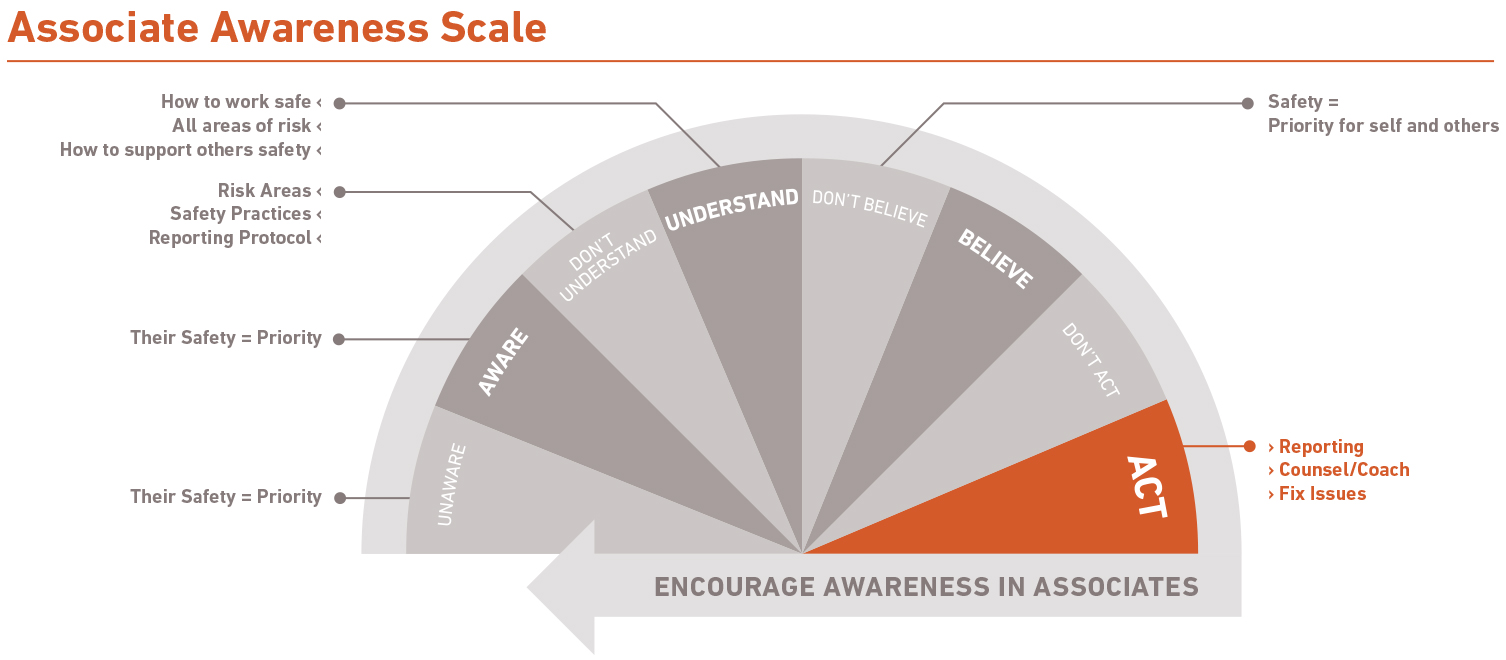 Associate Awareness Scale
How to work safe ‹
All areas of risk ‹
How to support others safety ‹
Risk Areas ‹
Safety Practices ‹
Reporting Protocol ‹
Their Safety = Priority
Their Safety = Priority
UNAWARE
AWARE
DON'T
UNDERSTAND
UNDERSTAND
DON'T BELIEVE
BELIEVE
DON'T ACT
ACT
Safety =
Priority for self and others
› Reporting
› Counsel/Coach
› Fix Issues
ENCOURAGE AWARENESS IN ASSOCIATES